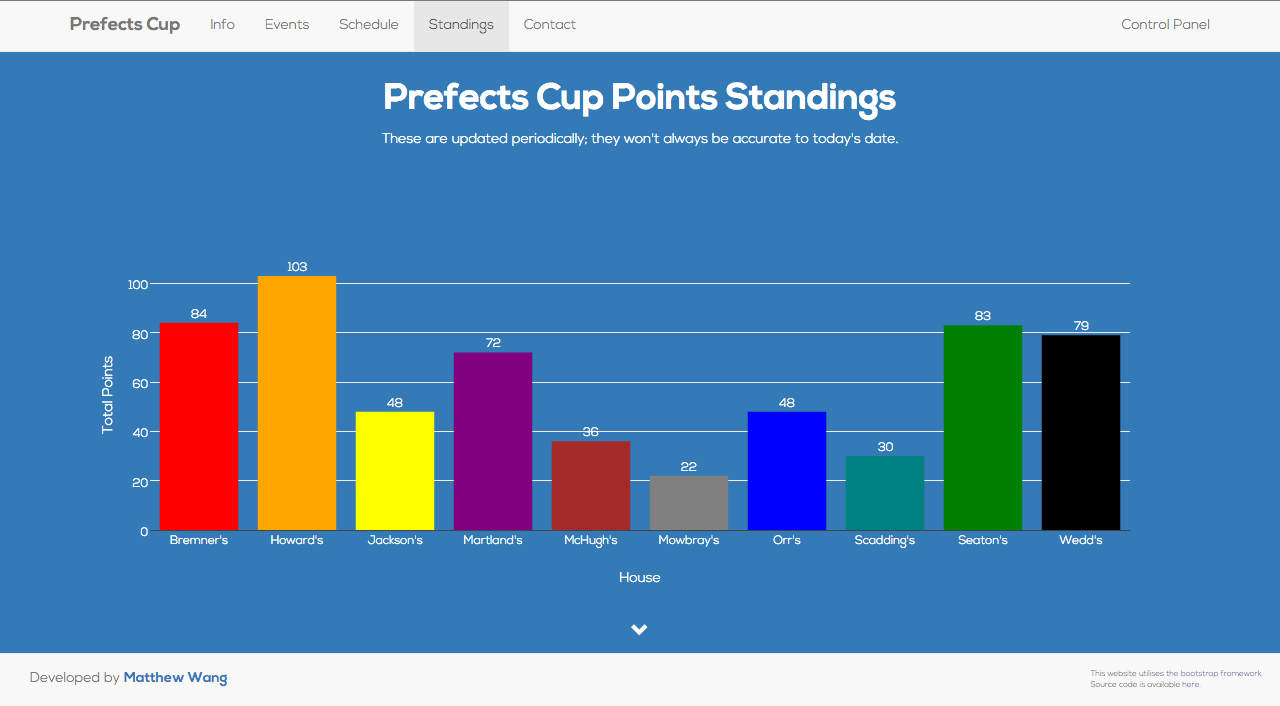 Prefects Cup Info Events Schedule Standings Contact Control Panel
Prefects Cup Points Standings
These are updated periodically; they won't always be accurate to today's date.
103
100
84
83
79
80
72
Total Points
60
48
48
40
36
30
22
20
0
Bremner's Howard's Jackson's Martland's McHugh's Mowbray's Orr's Scadding's Seaton's Wedd's
House
Developed by Matthew Wang
This website utilises the bootstrap framework.
Source code is available here.